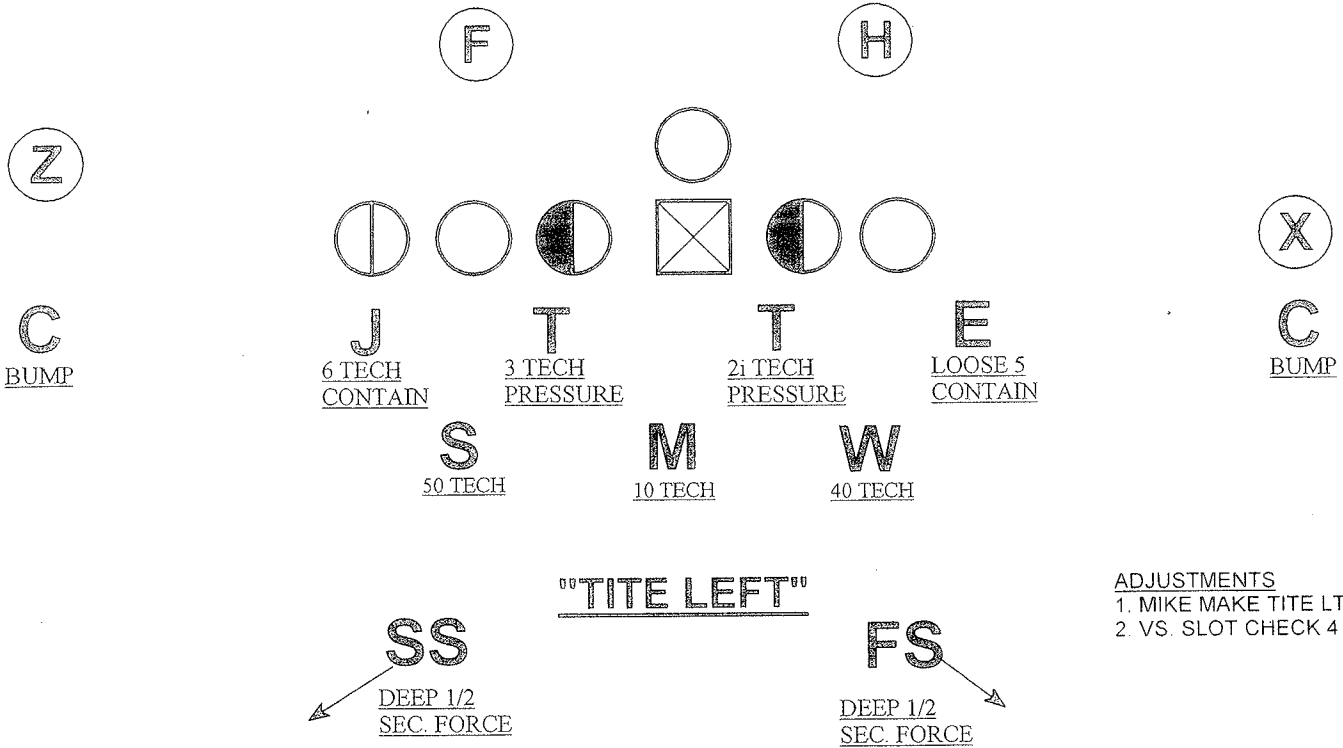 F
H
Z
X
C
BUMP
J
6 TECH
CONTAIN
T
3 TECH
PRESSURE
T
2i TECH
PRESSURE
E
LOOSE 5
CONTAIN
C
BUMP
S
50 TECH
M
10 TECH
W
40 TECH
"TITE LEFT"
ADJUSTMENTS
1. MIKE MAKE TITE LT
2. VS. SLOT CHECK 4
SS
DEEP 1/2
SEC. FORCE
FS
DEEP 1/2
SEC. FORCE